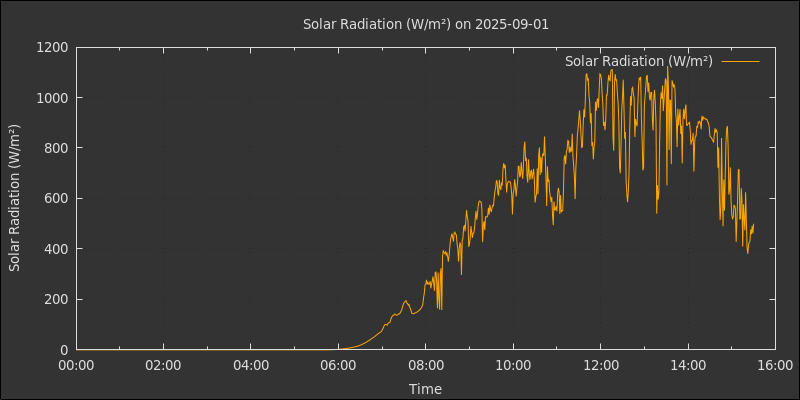 Solar Radiation (W/m²) on 2025-09-01
Solar Radiation (W/m²)
Solar Radiation (W/m²)
1200
1000
800
600
400
200
0
00:00 02:00 04:00 06:00 08:00 10:00 12:00 14:00 16:00
Time